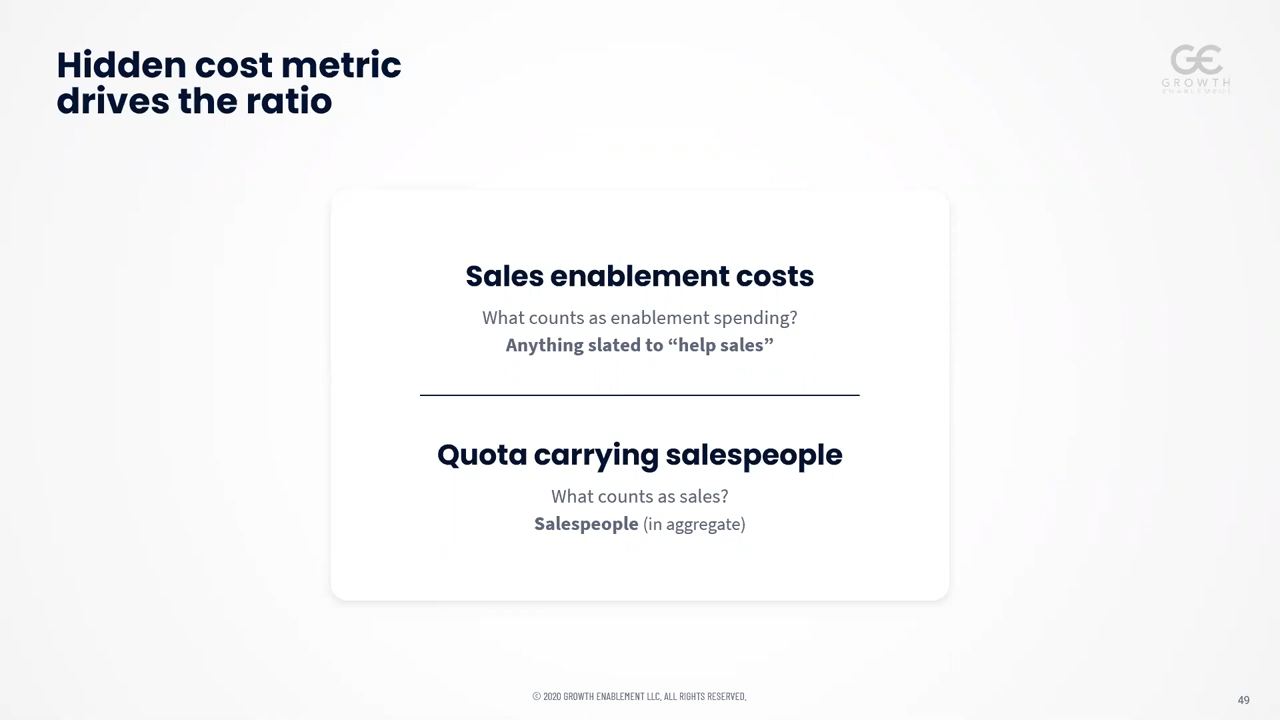 Hidden cost metric
drives the ratio
GE
GROWTH
ENABLEMENT
Sales enablement costs
What counts as enablement spending?
Anything slated to “help sales”
Quota carrying salespeople
What counts as sales?
Salespeople (in aggregate)
© 2020 GROWTH ENABLEMENT LLC, ALL RIGHTS RESERVED.
49